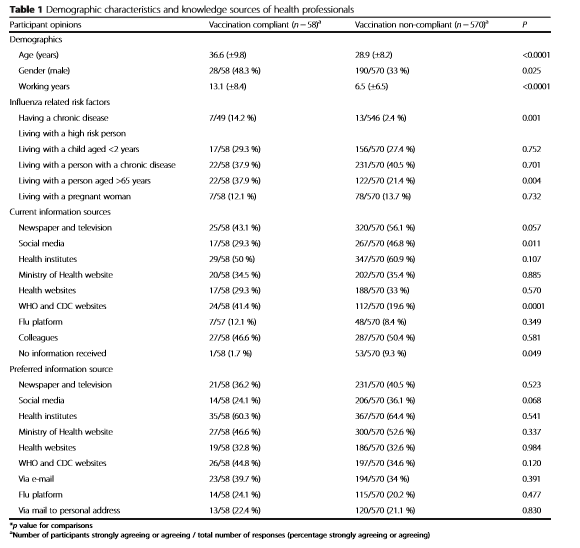 Table 1 Demographic characteristics and knowledge sources of health professionals
Participant opinions Vaccination compliant (n = 58)a Vaccination non-compliant (n = 570)a P
Demographics
Age (years) 36.6 (±9.8) 28.9 (±8.2) <0.0001
Gender (male) 28/58 (48.3 %) 190/570 (33 %) 0.025
Working years 13.1 (±8.4) 6.5 (±6.5) <0.0001
Influenza related risk factors
Having a chronic disease 7/49 (14.2 %) 13/546 (2.4 %) 0.001
Living with a high risk person
Living with a child aged <2 years 17/58 (29.3 %) 156/570 (27.4 %) 0.752
Living with a person with a chronic disease 22/58 (37.9 %) 231/570 (40.5 %) 0.701
Living with a person aged >65 years 22/58 (37.9 %) 122/570 (21.4 %) 0.004
Living with a pregnant woman 7/58 (12.1 %) 78/570 (13.7 %) 0.732
Current information sources
Newspaper and television 25/58 (43.1 %) 320/570 (56.1 %) 0.057
Social media 17/58 (29.3 %) 267/570 (46.8 %) 0.011
Health institutes 29/58 (50 %) 347/570 (60.9 %) 0.107
Ministry of Health website 20/58 (34.5 %) 202/570 (35.4 %) 0.885
Health websites 17/58 (29.3 %) 188/570 (33 %) 0.570
WHO and CDC websites 24/58 (41.4 %) 112/570 (19.6 %) 0.0001
Flu platform 7/57 (12.1 %) 48/570 (8.4 %) 0.349
Colleagues 27/58 (46.6 %) 287/570 (50.4 %) 0.581
No information received 1/58 (1.7 %) 53/570 (9.3 %) 0.049
Preferred information source
Newspaper and television 21/58 (36.2 %) 231/570 (40.5 %) 0.523
Social media 14/58 (24.1 %) 206/570 (36.1 %) 0.068
Health institutes 35/58 (60.3 %) 367/570 (64.4 %) 0.541
Ministry of Health website 27/58 (46.6 %) 300/570 (52.6 %) 0.337
Health websites 19/58 (32.8 %) 186/570 (32.6 %) 0.984
WHO and CDC websites 26/58 (44.8 %) 197/570 (34.6 %) 0.120
Via e-mail 23/58 (39.7 %) 194/570 (34 %) 0.391
Flu platform 14/58 (24.1 %) 115/570 (20.2 %) 0.477
Via mail to personal address 13/58 (22.4 %) 120/570 (21.1 %) 0.830
*p value for comparisons
aNumber of participants strongly agreeing or agreeing / total number of responses (percentage strongly agreeing or agreeing)